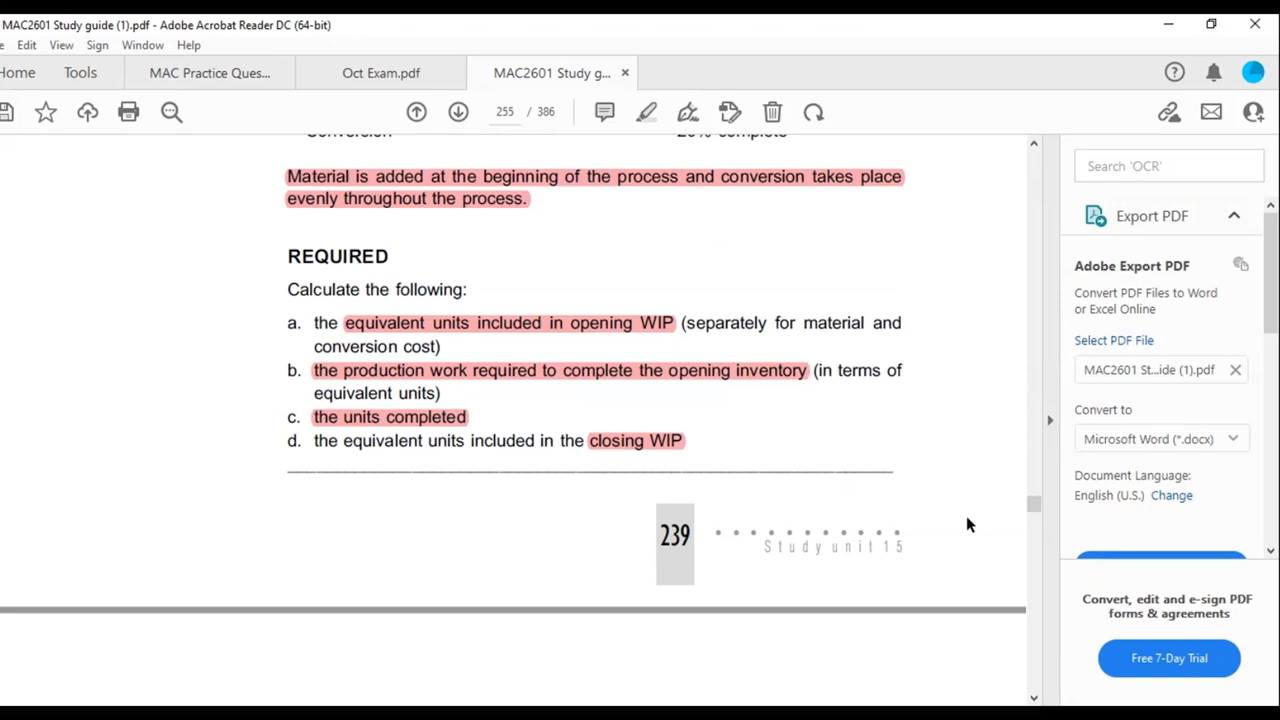 MAC2601 Study guide (1).pdf - Adobe Acrobat Reader DC (64-bit)
Edit View Sign Window Help
Home Tools MAC Practice Ques... Oct Exam.pdf MAC2601 Study g... ×
255 / 386
Conversion 20% complete
Material is added at the beginning of the process and conversion takes place
evenly throughout the process.
REQUIRED
Calculate the following:
a. the equivalent units included in opening WIP (separately for material and
conversion cost)
b. the production work required to complete the opening inventory (in terms of
equivalent units)
c. the units completed
d. the equivalent units included in the closing WIP
239
Study unit 15
Search 'OCR'
Export PDF
Adobe Export PDF
Convert PDF Files to Word
or Excel Online
Select PDF File
MAC2601 St...ide (1).pdf ×
Convert to
Microsoft Word (*.docx)
Document Language:
English (U.S.) Change
Convert, edit and e-sign PDF
forms & agreements
Free 7-Day Trial